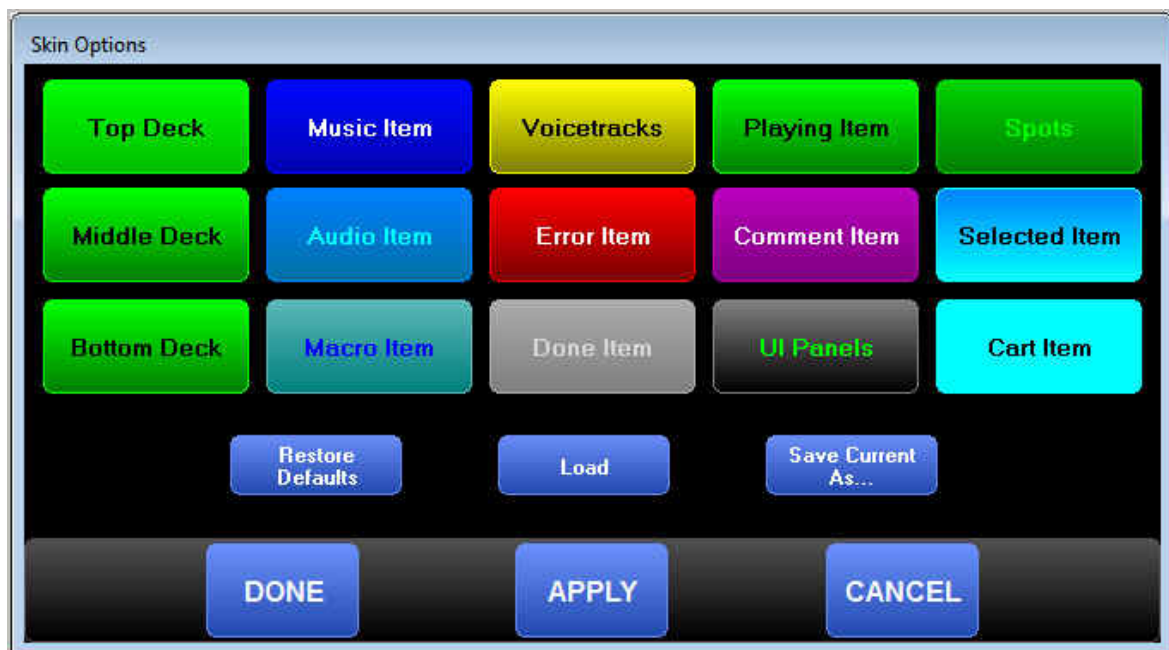 Skin Options
Top Deck
Music Item
Voicetracks
Playing Item
Spots
Middle Deck
Audio Item
Error Item
Comment Item
Selected Item
Bottom Deck
Macro Item
Done Item
UI Panels
Cart Item
Restore
Defaults
Load
Save Current
As...
DONE
APPLY
CANCEL